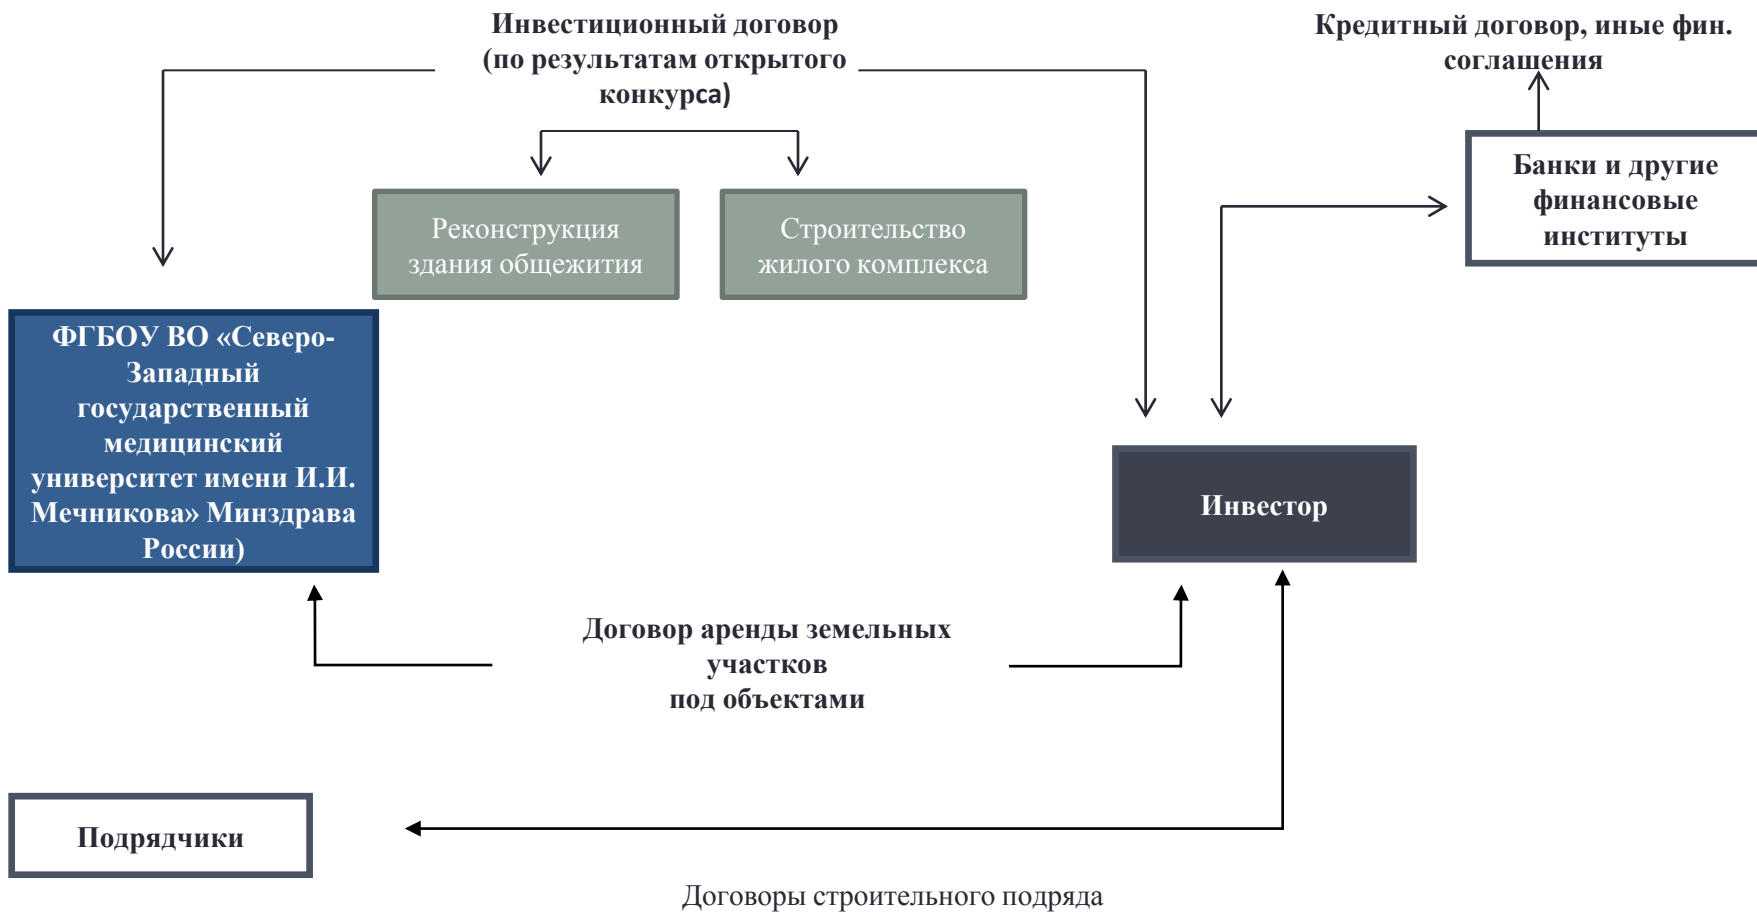 Инвестиционный договор
(по результатам открытого
конкурса)
Кредитный договор, иные фин.
соглашения
Банки и другие
финансовые
институты
Реконструкция
здания общежития
Строительство
жилого комплекса
ФГБОУ ВО «Северо-
Западный
государственный
медицинский
университет имени И.И.
Мечникова» Минздрава
России)
Инвестор
Договор аренды земельных
участков
под объектами
Подрядчики
Договоры строительного подряда